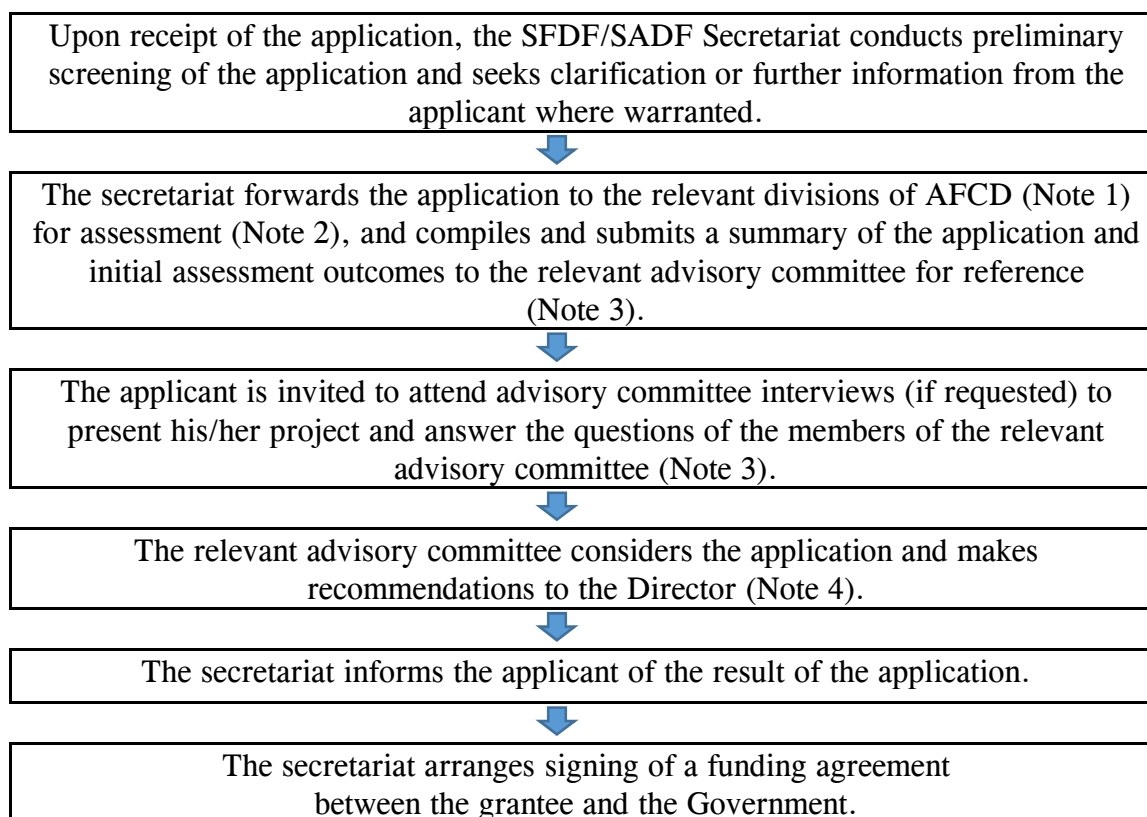 Upon receipt of the application, the SFDF/SADF Secretariat conducts preliminary
screening of the application and seeks clarification or further information from the
applicant where warranted.
The secretariat forwards the application to the relevant divisions of AFCD (Note 1)
for assessment (Note 2), and compiles and submits a summary of the application and
initial assessment outcomes to the relevant advisory committee for reference
(Note 3).
The applicant is invited to attend advisory committee interviews (if requested) to
present his/her project and answer the questions of the members of the relevant
advisory committee (Note 3).
The relevant advisory committee considers the application and makes
recommendations to the Director (Note 4).
The secretariat informs the applicant of the result of the application.
The secretariat arranges signing of a funding agreement
between the grantee and the Government.